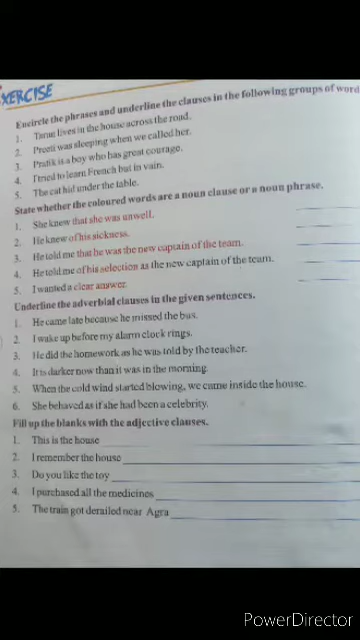 EXERCISE
Encircle the phrases and underline the clauses in the following groups of word
1. Tarun lives in the house across the road.
2. Preeti was sleeping when we called her.
3. Pratik is a boy who has great courage.
4. I tried to learn French but in vain.
5. The cat hid under the table.
State whether the coloured words are a noun clause or a noun phrase.
1. She knew that she was unwell.
2. He knew of his sickness.
3. He told me that he was the new captain of the team.
4. He told me of his selection as the new captain of the team.
5. I wanted a clear answer.
Underline the adverbial clauses in the given sentences.
1. He came late because he missed the bus.
2. I wake up before my alarm clock rings.
3. He did the homework as he was told by the teacher.
4. It is darker now than it was in the morning.
5. When the cold wind started blowing, we came inside the house.
6. She behaved as if she had been a celebrity.
Fill up the blanks with the adjective clauses.
1. This is the house
2. I remember the house
3. Do you like the toy
4. I purchased all the medicines
5. The train got derailed near Agra
PowerDirector